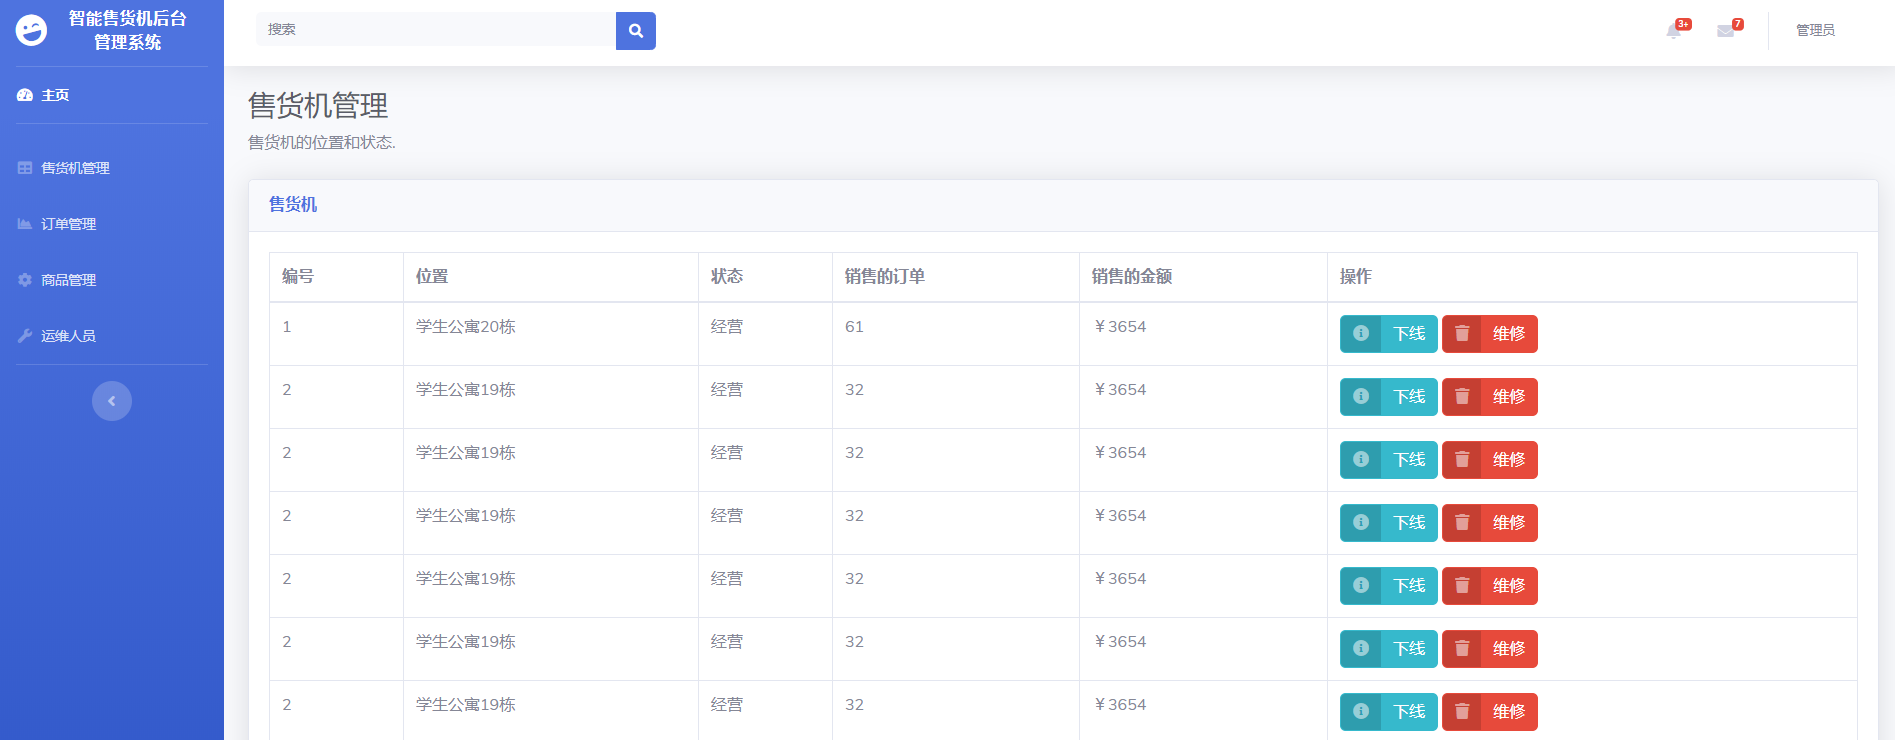 智能售货机后台
管理系统
搜索
3+
7
管理员
主页
售货机管理
订单管理
商品管理
运维人员
售货机管理
售货机的位置和状态.
售货机
编号 位置 状态 销售的订单 销售的金额 操作
1 学生公寓20栋 经营 61 ￥3654 下线 维修
2 学生公寓19栋 经营 32 ￥3654 下线 维修
2 学生公寓19栋 经营 32 ￥3654 下线 维修
2 学生公寓19栋 经营 32 ￥3654 下线 维修
2 学生公寓19栋 经营 32 ￥3654 下线 维修
2 学生公寓19栋 经营 32 ￥3654 下线 维修
2 学生公寓19栋 经营 32 ￥3654 下线 维修